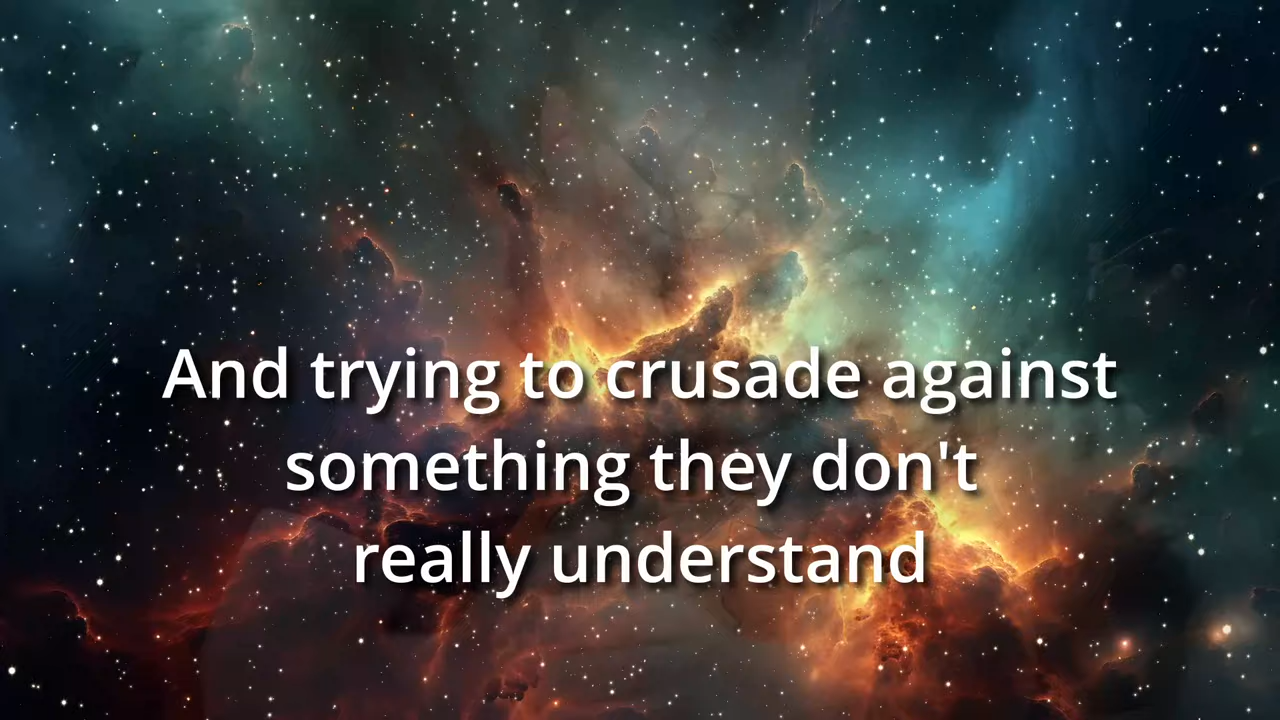 And trying to crusade against
something they don't
really understand